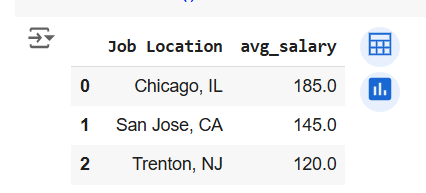 Job Location avg_salary
0 Chicago, IL 185.0
1 San Jose, CA 145.0
2 Trenton, NJ 120.0